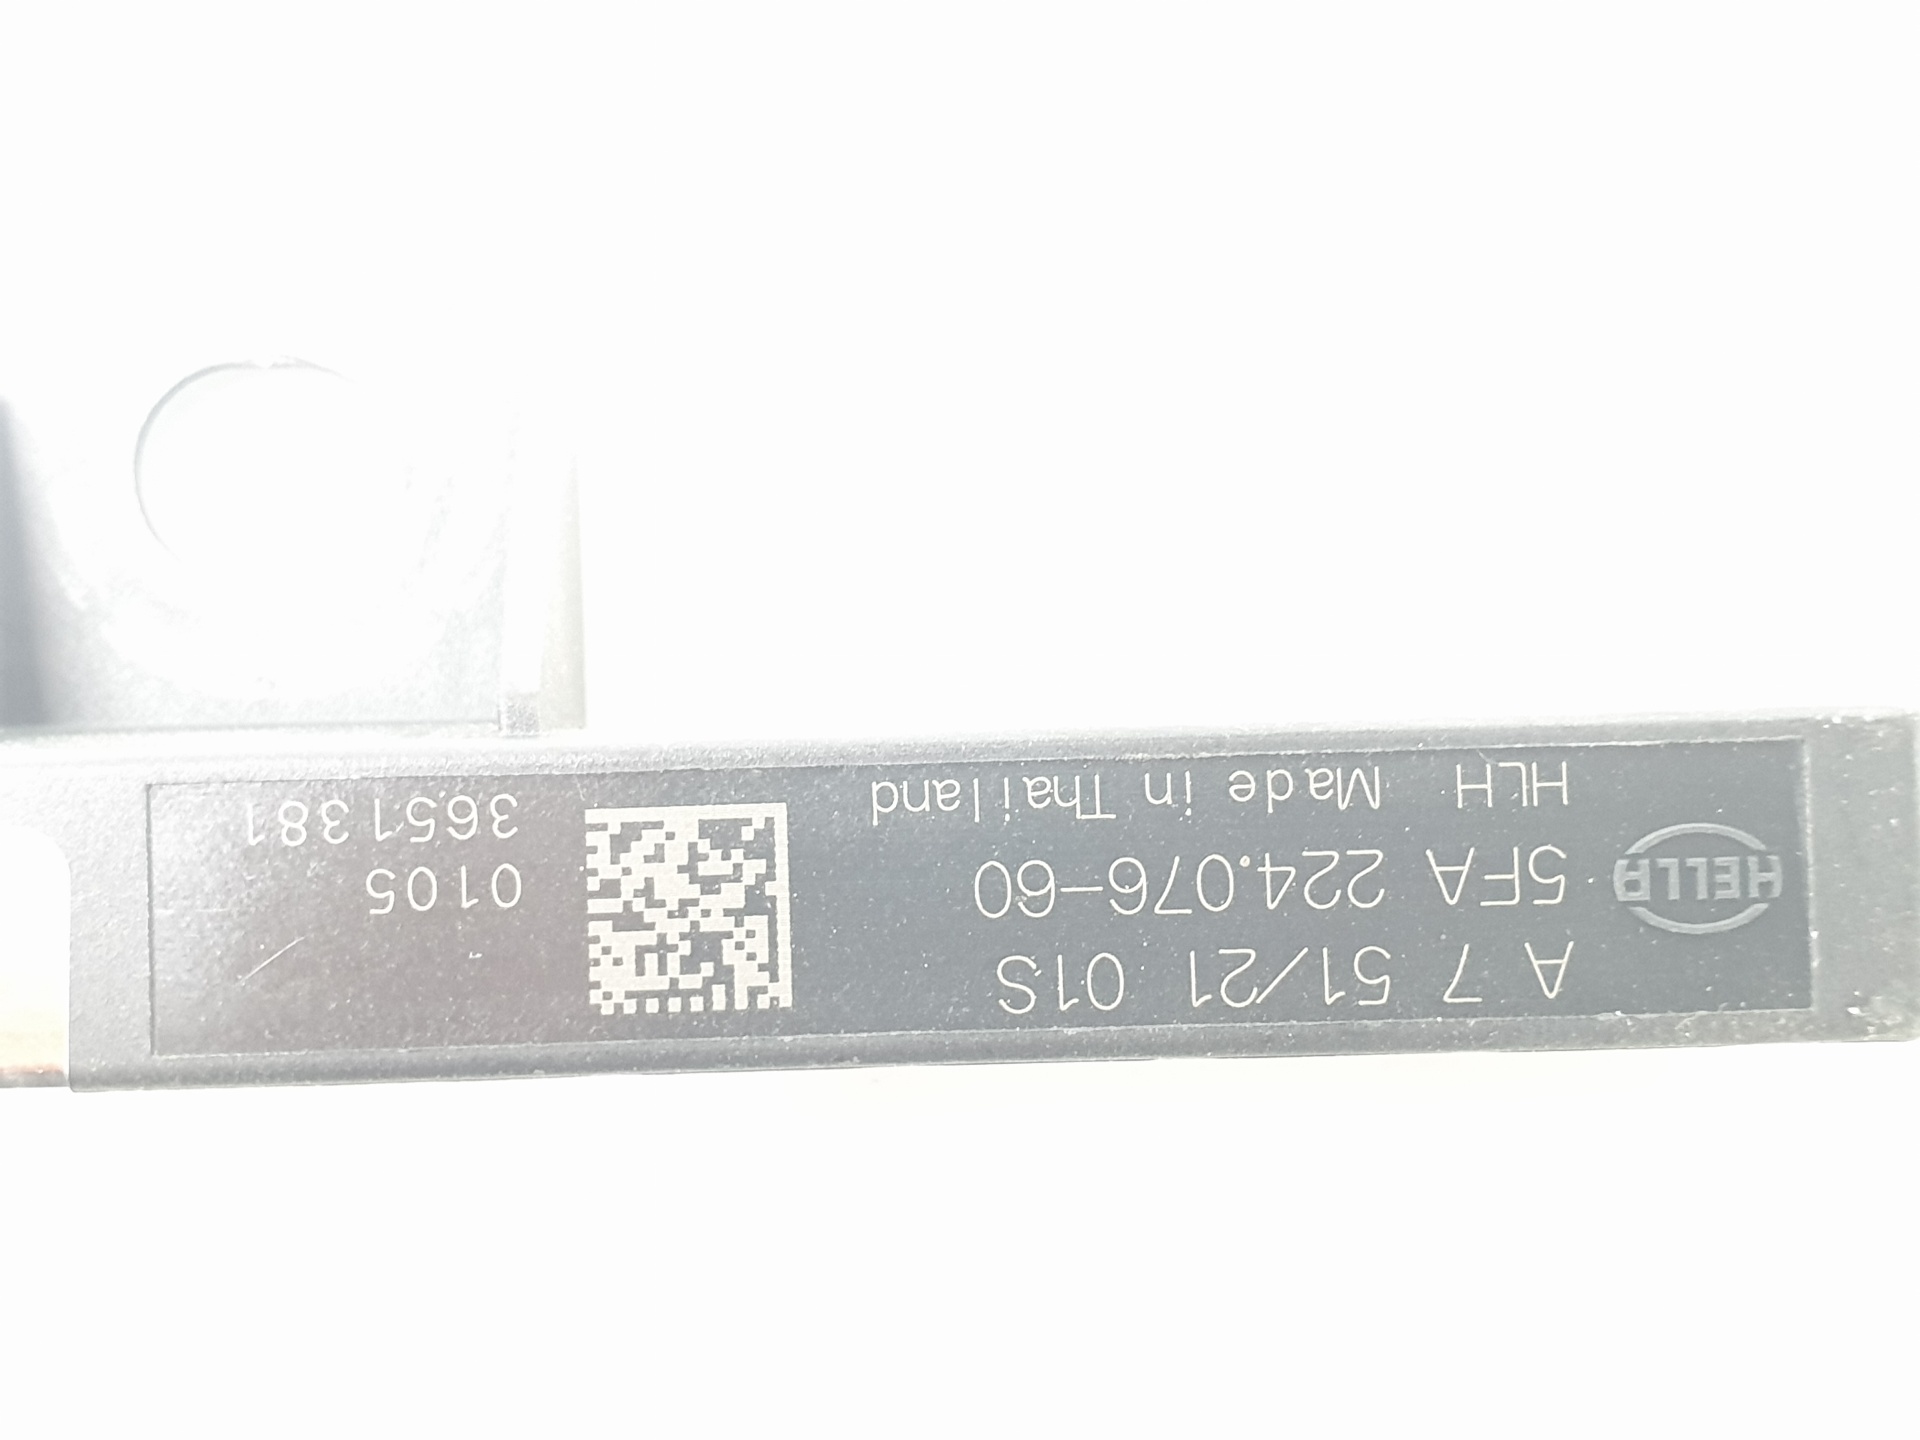 HELLA
A 7 51/21 01S
5FA 224.076-60
HLH Made in Thailand
0105
3651381